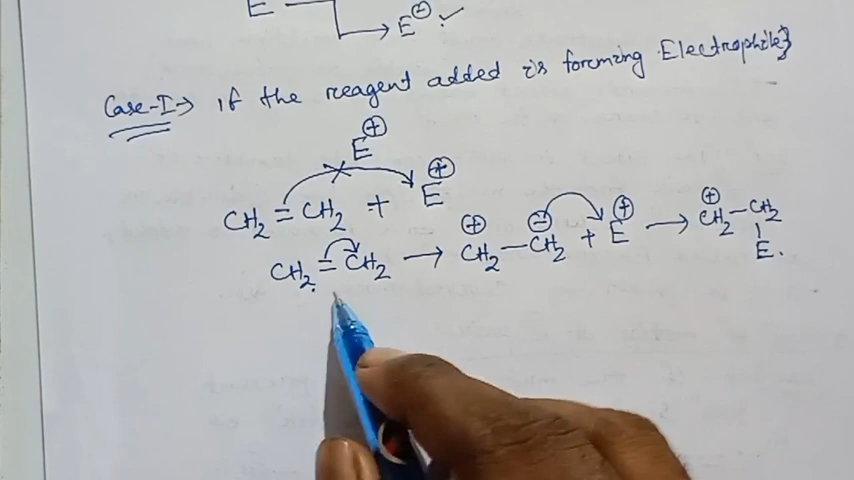 E → E⊖ ✓
Case-I → if the reagent added is forming Electrophile}
E⊕
CH2 = CH2 + E⊕
CH2 = CH2 → ⊕CH2 — CH2⊖ + E⊕ → ⊕CH2 — CH2
|
E.